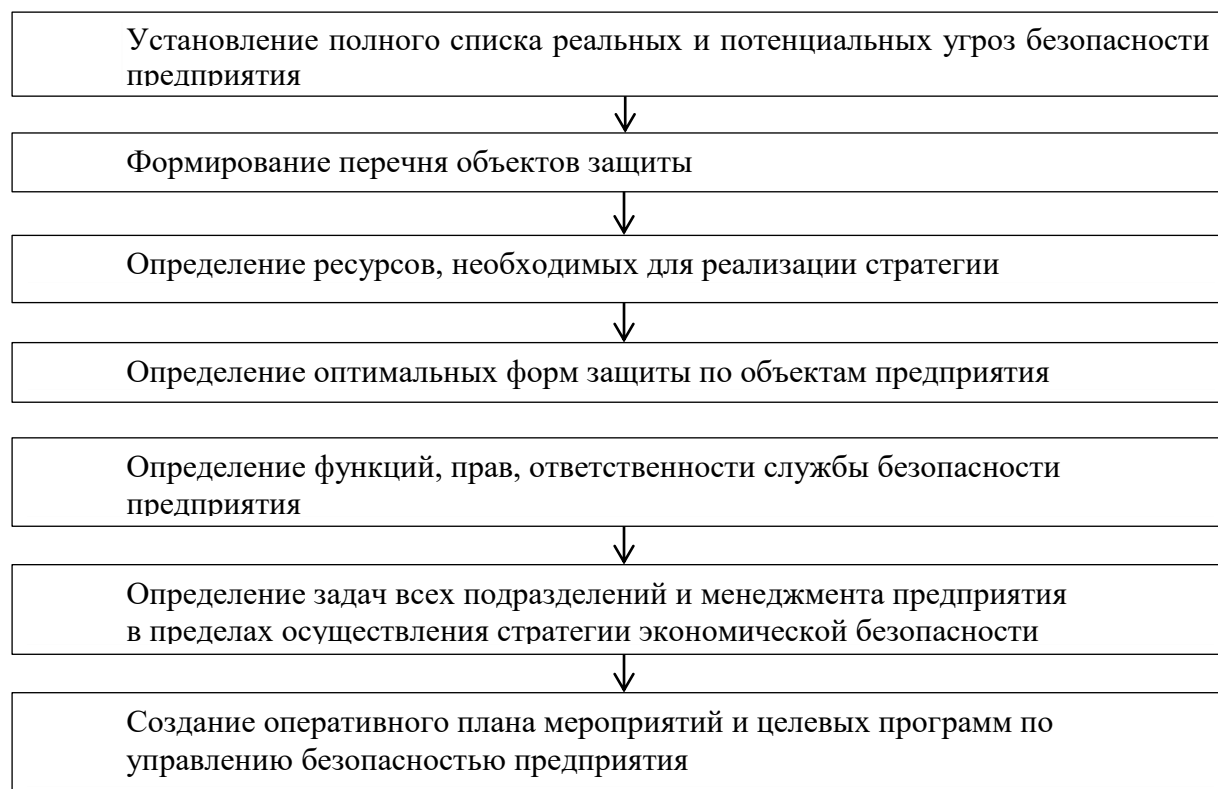 Установление полного списка реальных и потенциальных угроз безопасности
предприятия
Формирование перечня объектов защиты
Определение ресурсов, необходимых для реализации стратегии
Определение оптимальных форм защиты по объектам предприятия
Определение функций, прав, ответственности службы безопасности
предприятия
Определение задач всех подразделений и менеджмента предприятия
в пределах осуществления стратегии экономической безопасности
Создание оперативного плана мероприятий и целевых программ по
управлению безопасностью предприятия